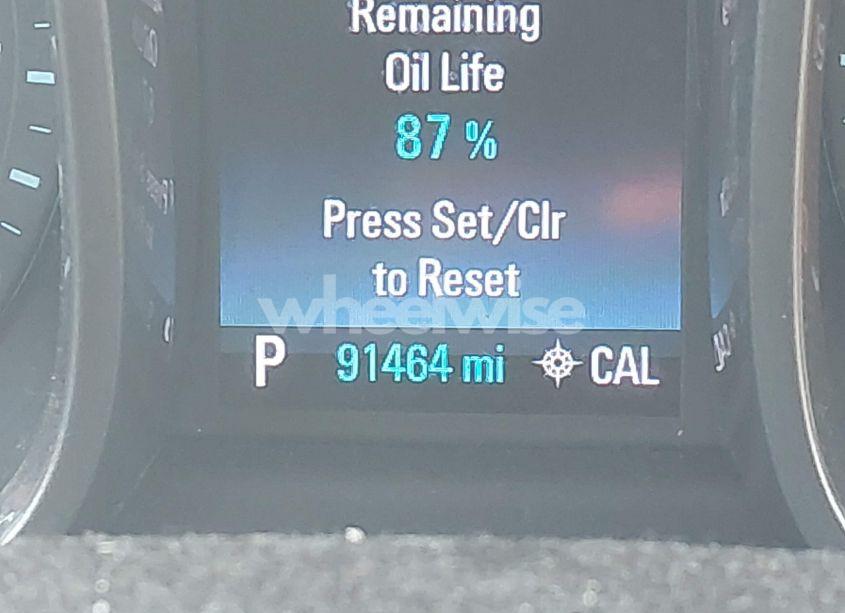 Remaining
Oil Life
87 %
Press Set/Clr
to Reset
wheelwise
P 91464 mi CAL